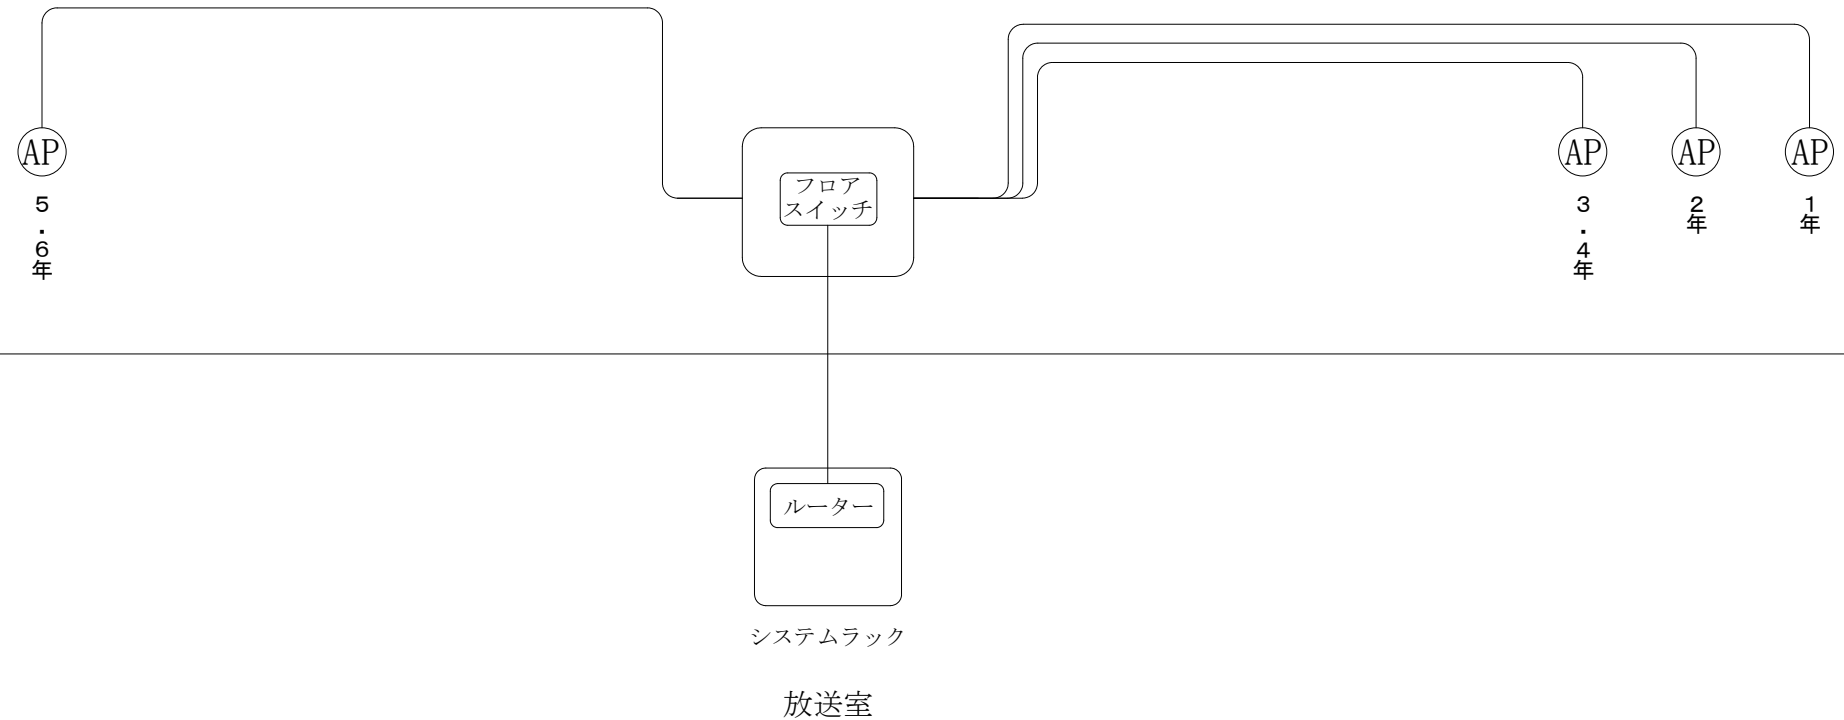 AP
５・６年
フロア
スイッチ
AP
３・４年
AP
２年
AP
１年
ルーター
システムラック
放送室